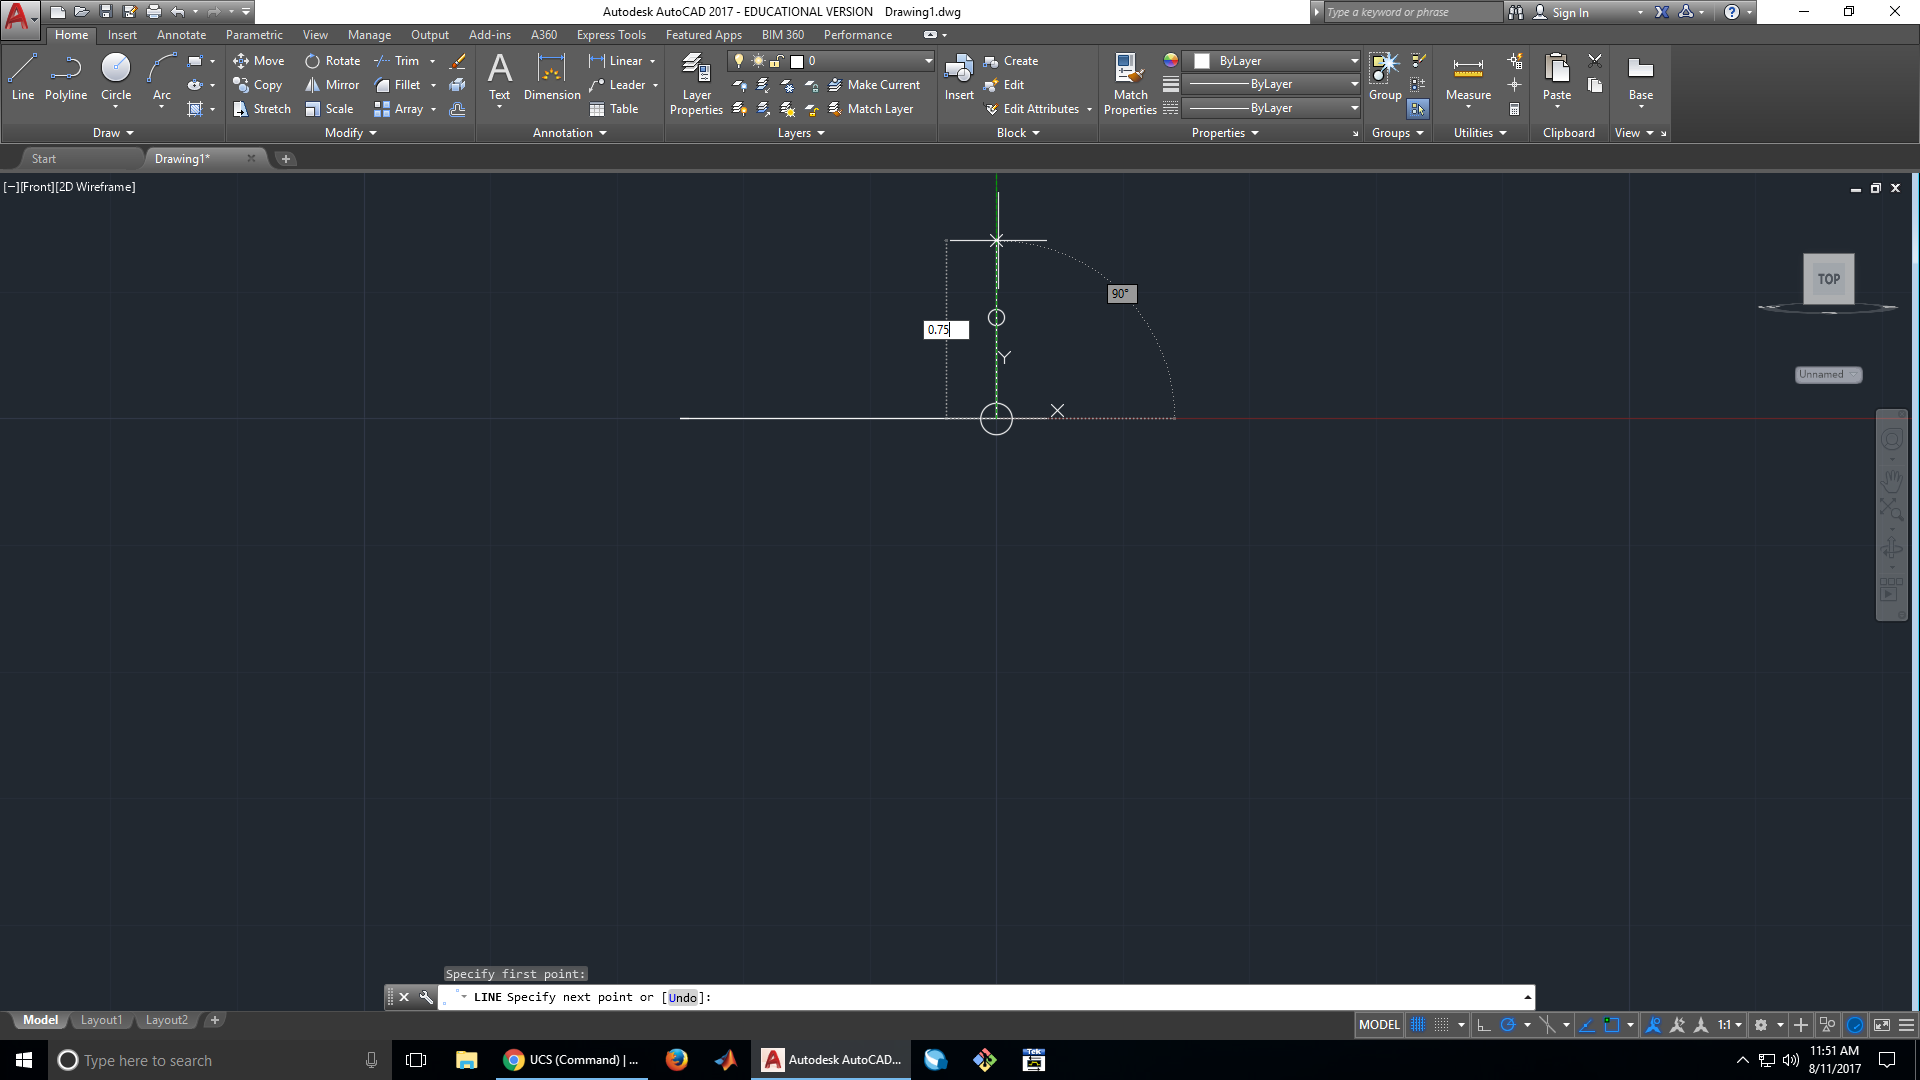 Autodesk AutoCAD 2017 - EDUCATIONAL VERSION Drawing1.dwg
Type a keyword or phrase
Sign In
Home Insert Annotate Parametric View Manage Output Add-ins A360 Express Tools Featured Apps BIM 360 Performance
Line Polyline Circle Arc
Draw
Move Rotate Trim
Copy Mirror Fillet
Stretch Scale Array
Modify
Text Dimension
Linear
Leader
Table
Annotation
Layer Properties
0
Make Current
Match Layer
Layers
Insert
Create
Edit
Edit Attributes
Block
Match Properties
ByLayer
ByLayer
ByLayer
Properties
Group
Groups
Measure
Utilities
Paste
Clipboard
Base
View
Start
Drawing1*
[−][Front][2D Wireframe]
TOP
Unnamed
90°
0.75
Y
X
Specify first point:
LINE Specify next point or [Undo]:
Model Layout1 Layout2
MODEL
1:1
Type here to search
UCS (Command) | ...
Autodesk AutoCAD...
Tek
11:51 AM
8/11/2017